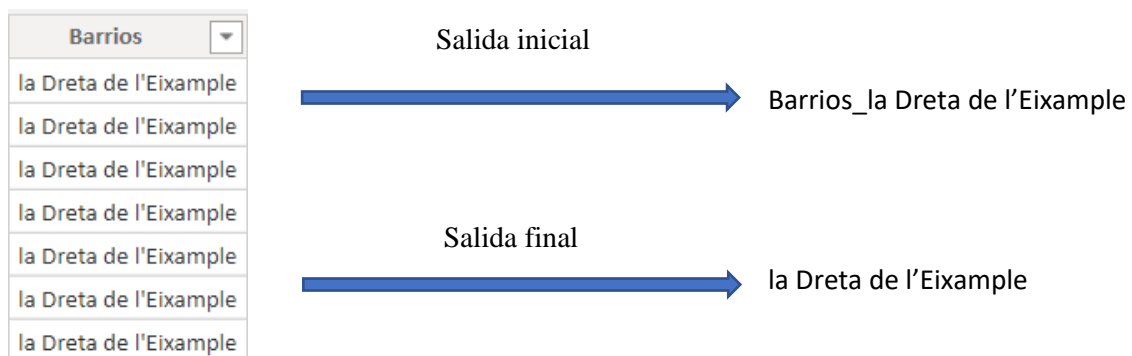 Barrios
la Dreta de l'Eixample
la Dreta de l'Eixample
la Dreta de l'Eixample
la Dreta de l'Eixample
la Dreta de l'Eixample
la Dreta de l'Eixample
la Dreta de l'Eixample
Salida inicial
Barrios_la Dreta de l’Eixample
Salida final
la Dreta de l’Eixample